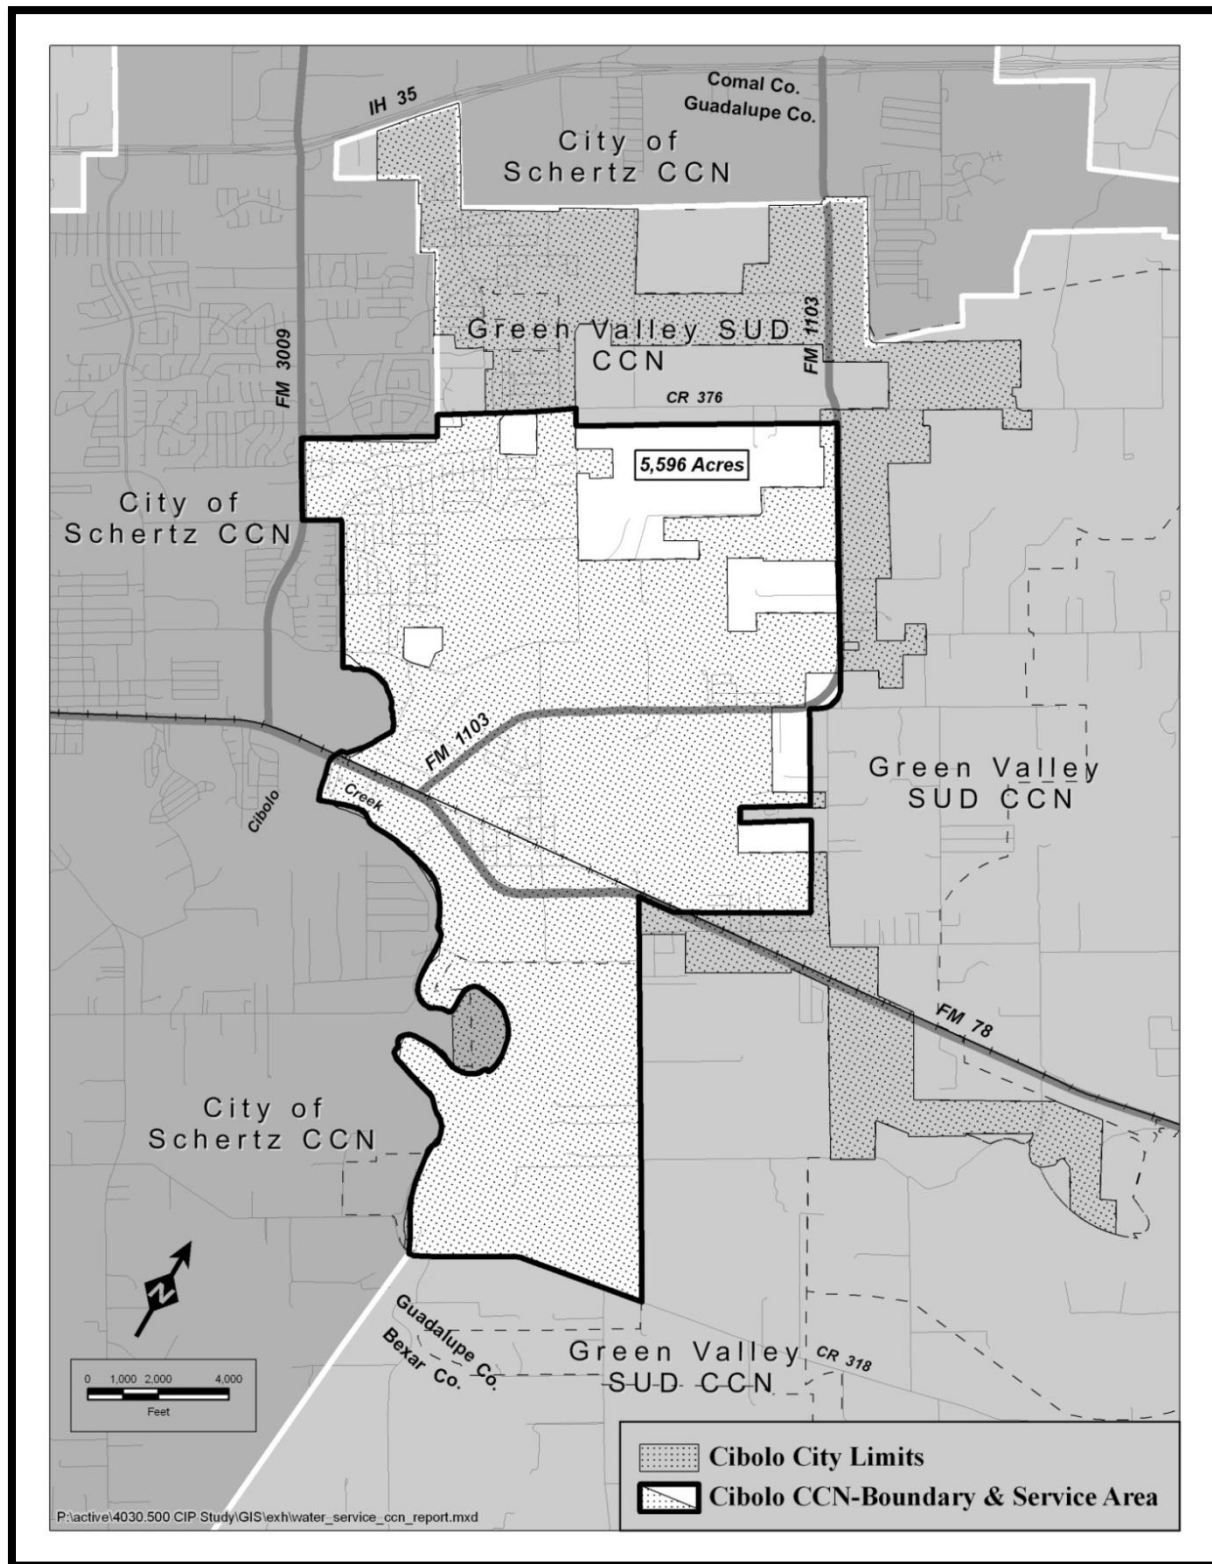 IH 35
Comal Co.
Guadalupe Co.
City of
Schertz CCN
FM 3009
Green Valley SUD
CCN
FM 1103
CR 376
5,596 Acres
City of
Schertz CCN
FM 1103
Creek
Cibolo
Green Valley
SUD CCN
FM 78
City of
Schertz CCN
N
Guadalupe Co.
Bexar Co.
Green Valley
SUD CCN
CR 318
0 1,000 2,000 4,000
Feet
Cibolo City Limits
Cibolo CCN-Boundary & Service Area
P:\active\4030.500 CIP Study\GIS\exh\water_service_ccn_report.mxd